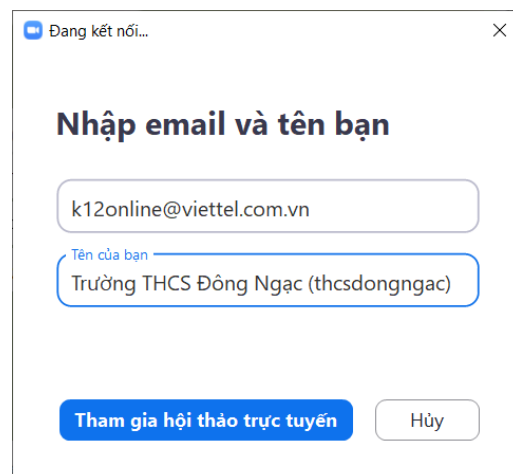 Đang kết nối...
Nhập email và tên bạn
k12online@viettel.com.vn
Tên của bạn
Trường THCS Đông Ngạc (thcsdongngac)
Tham gia hội thảo trực tuyến
Hủy